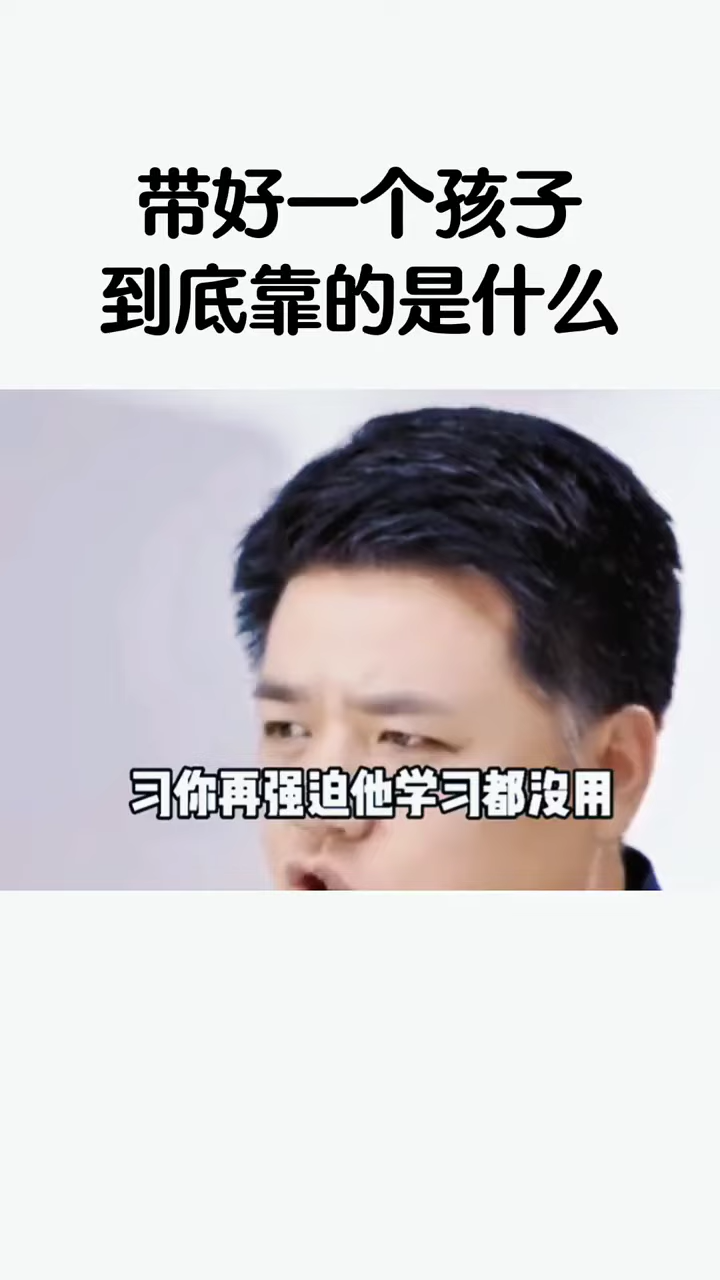 带好一个孩子
到底靠的是什么
习你再强迫他学习都没用